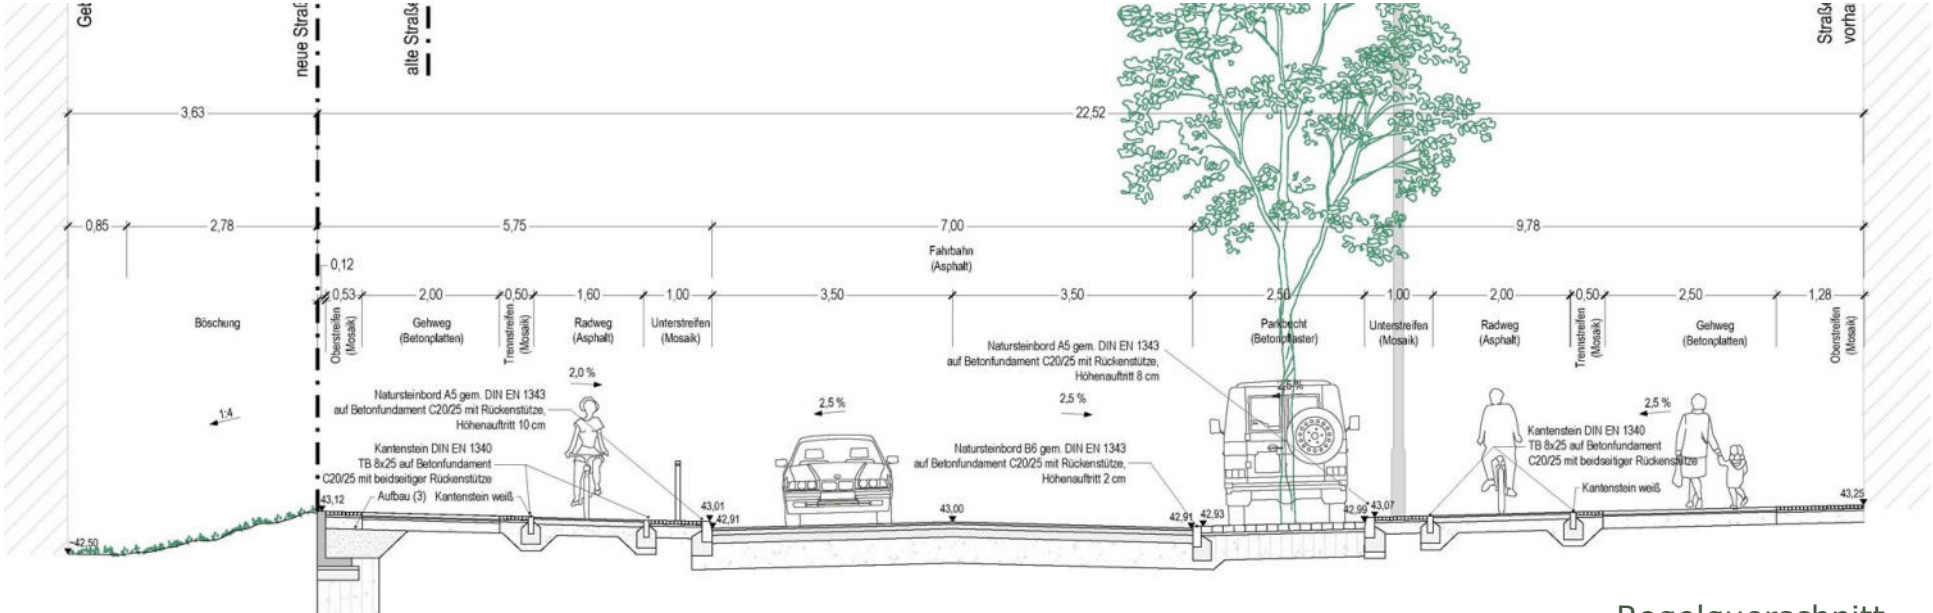 Geb
neue Straße
alte Straße
Straße
vorha
3,63
22,52
0,85
2,78
5,75
7,00
9,78
Fahrbahn
(Asphalt)
0,12
0,53
2,00
0,50
1,60
1,00
3,50
3,50
2,50
1,00
2,00
0,50
2,50
1,28
Böschung
Oberstreifen
(Mosaik)
Gehweg
(Betonplatten)
Trennstreifen
(Mosaik)
Radweg
(Asphalt)
Unterstreifen
(Mosaik)
Parkbucht
(Betonpflaster)
Unterstreifen
(Mosaik)
Radweg
(Asphalt)
Trennstreifen
(Mosaik)
Gehweg
(Betonplatten)
Oberstreifen
(Mosaik)
Natursteinbord A5 gem. DIN EN 1343
auf Betonfundament C20/25 mit Rückenstütze,
Höhenauftritt 8 cm
2,0 %
2,5 %
2,5 %
2,5 %
2,5 %
1:4
Natursteinbord A5 gem. DIN EN 1343
auf Betonfundament C20/25 mit Rückenstütze,
Höhenauftritt 10 cm
Kantenstein DIN EN 1340
TB 8x25 auf Betonfundament
C20/25 mit beidseitiger Rückenstütze
Aufbau (3)
Kantenstein weiß
Natursteinbord B6 gem. DIN EN 1343
auf Betonfundament C20/25 mit Rückenstütze,
Höhenauftritt 2 cm
Kantenstein DIN EN 1340
TB 8x25 auf Betonfundament
C20/25 mit beidseitiger Rückenstütze
Kantenstein weiß
~42,50
43,12
43,01
42,91
43,00
42,91
42,93
42,99
43,07
43,25
Regelquerschnitt